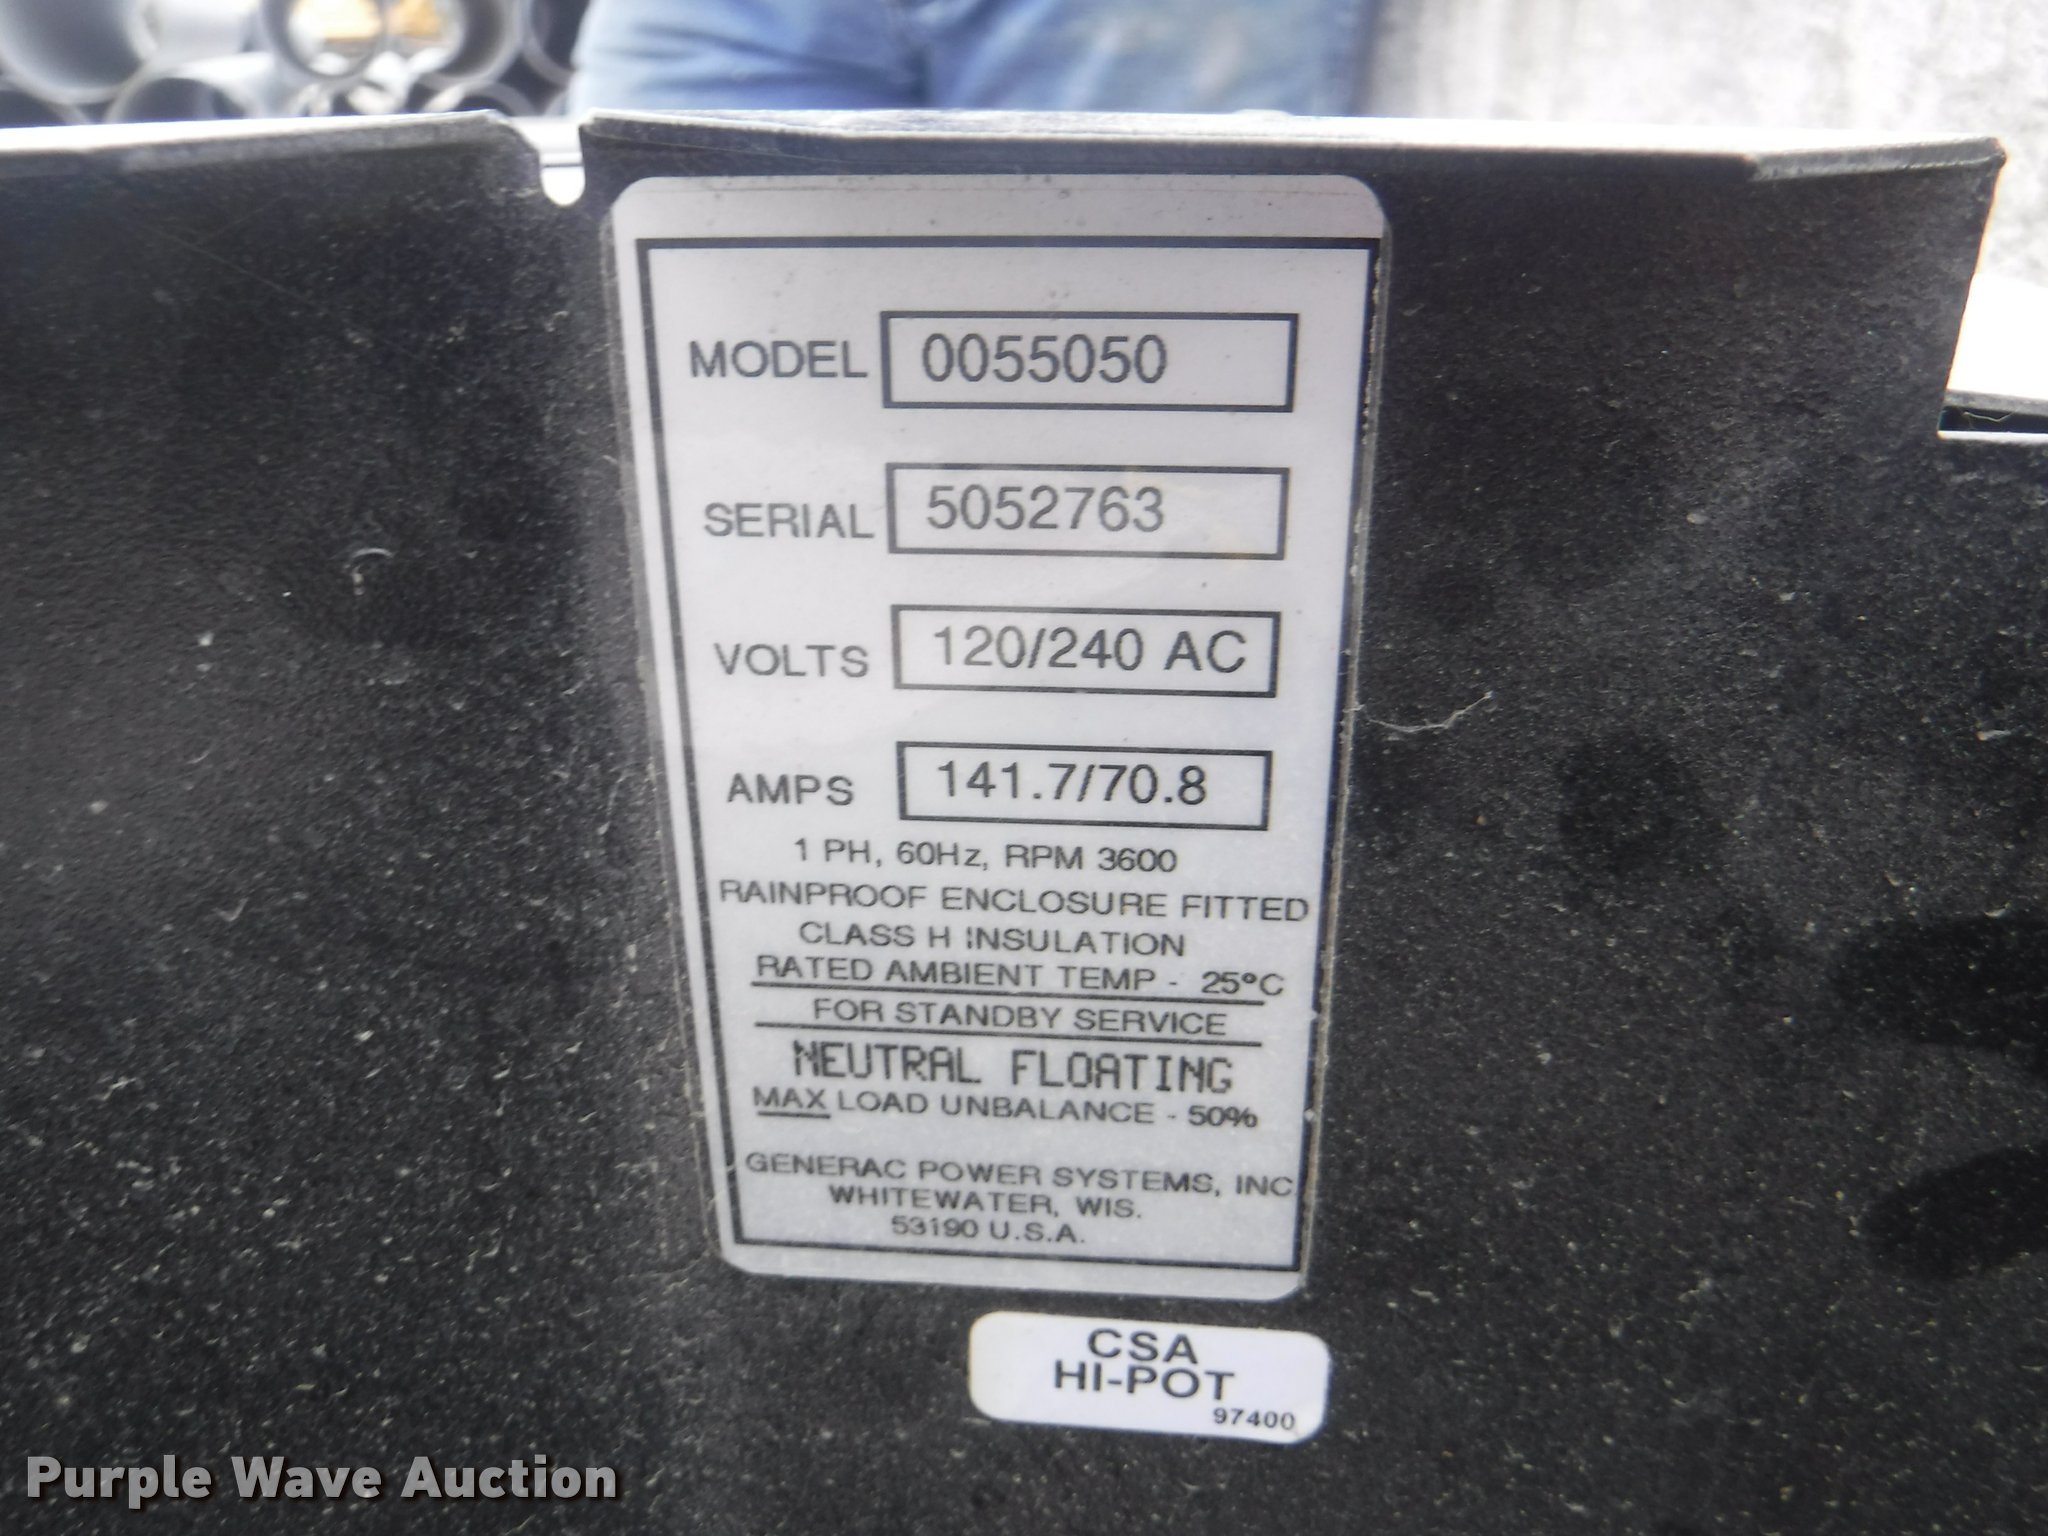 MODEL 0055050
SERIAL 5052763
VOLTS 120/240 AC
AMPS 141.7/70.8
1 PH, 60Hz, RPM 3600
RAINPROOF ENCLOSURE FITTED
CLASS H INSULATION
RATED AMBIENT TEMP - 25°C
FOR STANDBY SERVICE
NEUTRAL FLOATING
MAX LOAD UNBALANCE - 50%
GENERAC POWER SYSTEMS, INC
WHITEWATER, WIS.
53190 U.S.A.
CSA
HI-POT
97400
Purple Wave Auction